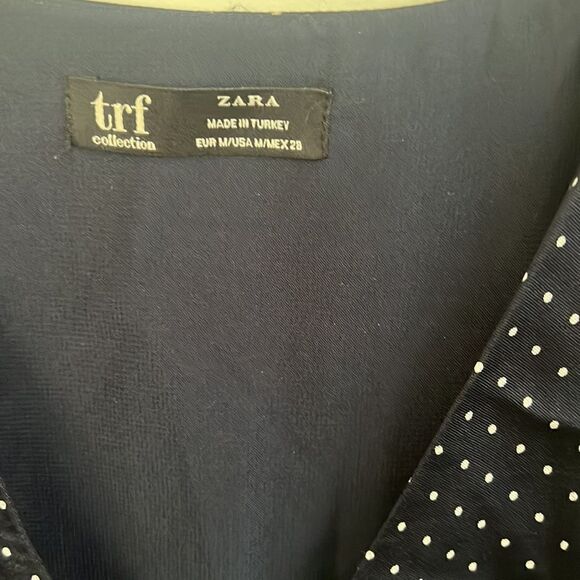 trf
collection
ZARA
MADE IN TURKEY
EUR M/USA M/MEX 28